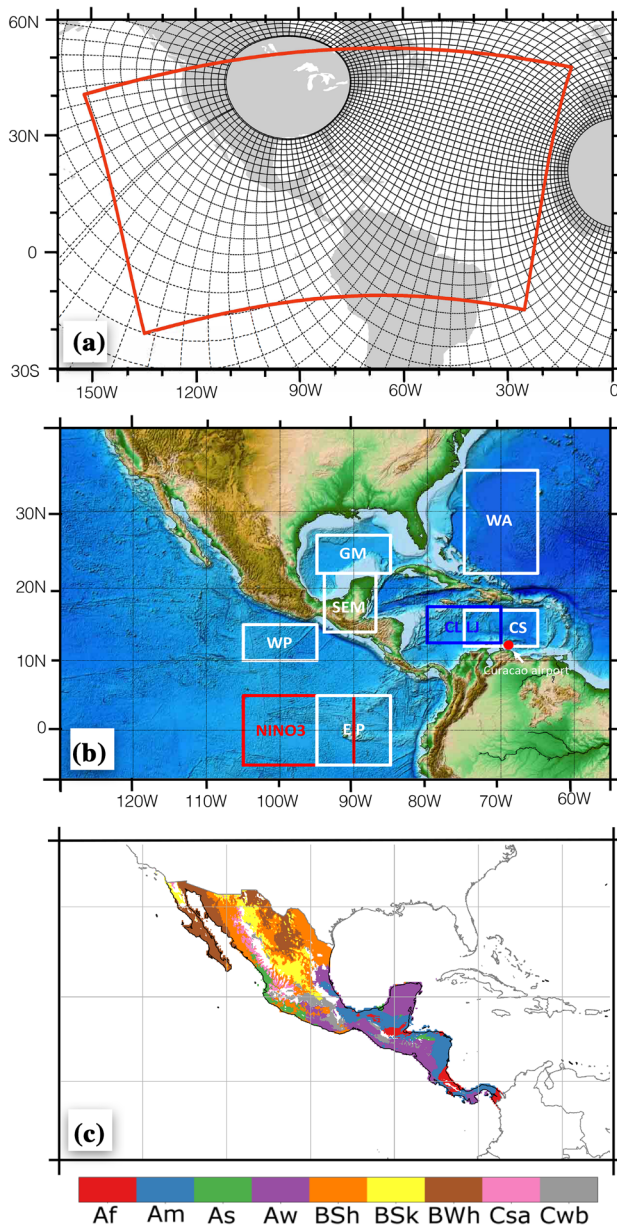 60N
30N
0
30S
(a)
150W 120W 90W 60W 30W 0
30N
20N
10N
0
WA
GM
SEM
WP
CLLJ CS
Curacao airport
NINO3 EP
(b)
120W 110W 100W 90W 80W 70W 60W
(c)
Af Am As Aw BSh BSk BWh Csa Cwb